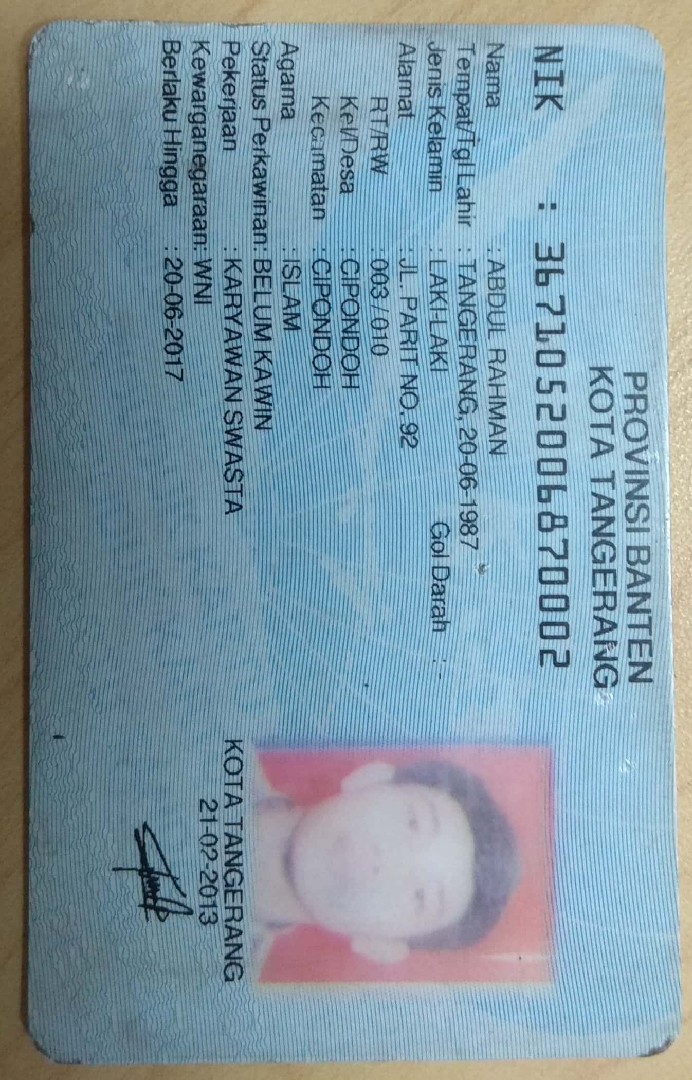 PROVINSI BANTEN
KOTA TANGERANG
NIK : 3671052006870002
Nama : ABDUL RAHMAN
Tempat/Tgl Lahir : TANGERANG, 20-06-1987
Jenis Kelamin : LAKI-LAKI Gol Darah : -
Alamat : JL. PARIT NO. 92
RT/RW : 003 / 010
Kel/Desa : CIPONDOH
Kecamatan : CIPONDOH
Agama : ISLAM
Status Perkawinan: BELUM KAWIN
Pekerjaan : KARYAWAN SWASTA
Kewarganegaraan: WNI
Berlaku Hingga : 20-06-2017
KOTA TANGERANG
21-02-2013